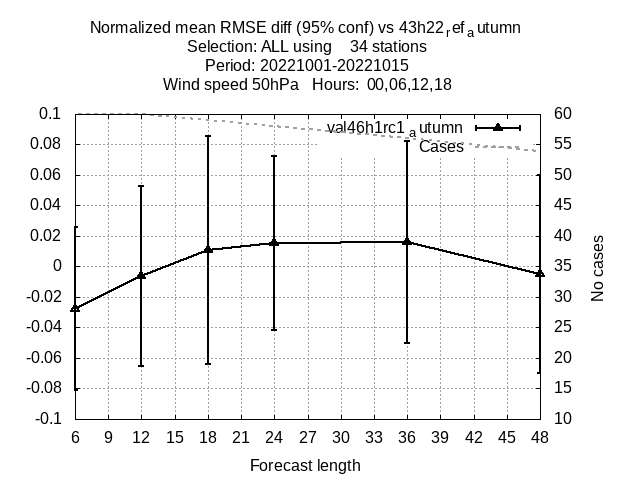 Normalized mean RMSE diff (95% conf) vs 43h22refautumn
Selection: ALL using 34 stations
Period: 20221001-20221015
Wind speed 50hPa Hours: 00,06,12,18
val46h1rc1autumn
Cases
0.1
0.08
0.06
0.04
0.02
0
-0.02
-0.04
-0.06
-0.08
-0.1
60
55
50
45
40
35
30
25
20
15
10
No cases
6 9 12 15 18 21 24 27 30 33 36 39 42 45 48
Forecast length